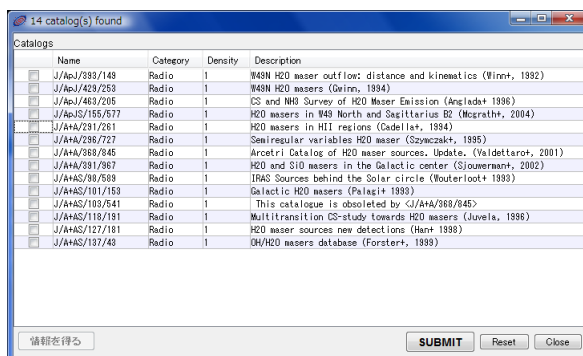 14 catalog(s) found
Catalogs
Name Category Density Description
J/ApJ/393/149 Radio 1 W49N H2O maser outflow: distance and kinematics (Winn+, 1992)
J/ApJ/429/253 Radio 1 W49N H2O masers (Gwinn, 1994)
J/ApJ/463/205 Radio 1 CS and NH3 Survey of H2O Maser Emission (Anglada+ 1996)
J/ApJS/155/577 Radio 1 H2O masers in W49 North and Sagittarius B2 (Mcgrath+, 2004)
J/A+A/291/261 Radio 1 H2O masers in HII regions (Codella+, 1994)
J/A+A/296/727 Radio 1 Semiregular variables H2O maser (Szymczak+, 1995)
J/A+A/368/845 Radio 1 Arcetri Catalog of H2O maser sources. Update. (Valdettaro+, 2001)
J/A+A/391/967 Radio 1 H2O and SiO masers in the Galactic center (Sjouwerman+, 2002)
J/A+AS/98/589 Radio 1 IRAS Sources behind the Solar circle (Wouterloot+ 1993)
J/A+AS/101/153 Radio 1 Galactic H2O masers (Palagi+ 1993)
J/A+AS/103/541 Radio 1 This catalogue is obsoleted by <J/A+A/368/845>
J/A+AS/118/191 Radio 1 Multitransition CS-study towards H2O masers (Juvela, 1996)
J/A+AS/127/181 Radio 1 H2O maser sources new detections (Han+ 1998)
J/A+AS/137/43 Radio 1 OH/H2O masers database (Forster+, 1999)
情報を得る SUBMIT Reset Close